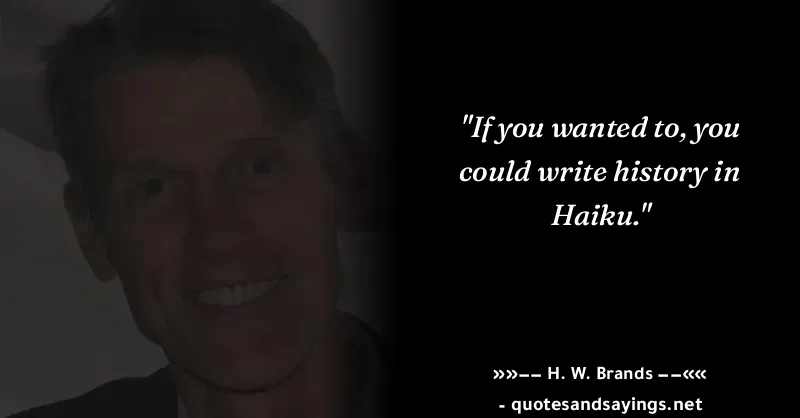 "If you wanted to, you
could write history in
Haiku."
»»−− H. W. Brands −−««
- quotesandsayings.net